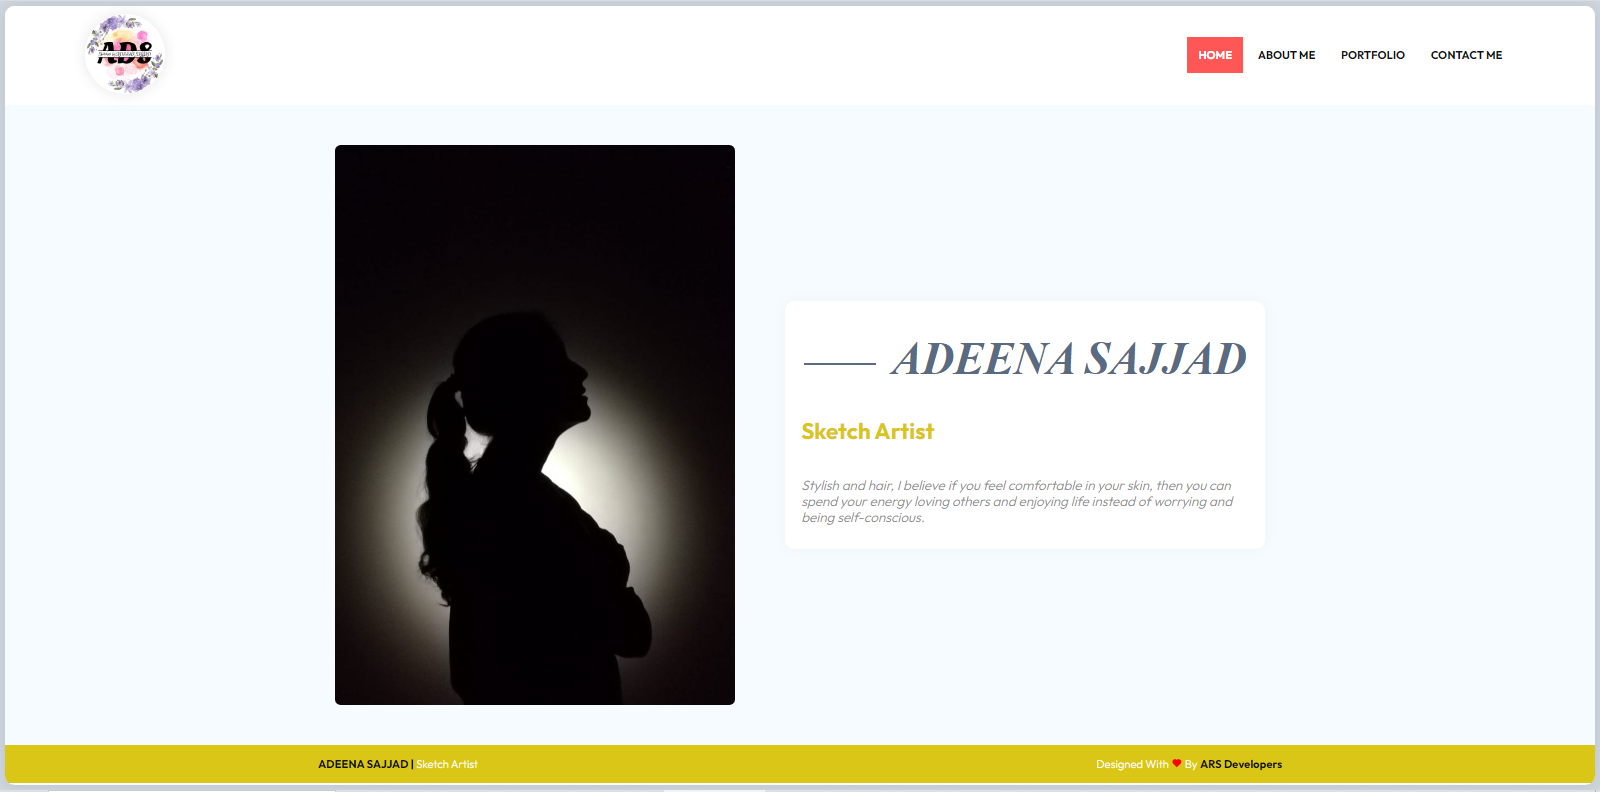 ADS
HOME ABOUT ME PORTFOLIO CONTACT ME
ADEENA SAJJAD
Sketch Artist
Stylish and hair, I believe if you feel comfortable in your skin, then you can
spend your energy loving others and enjoying life instead of worrying and
being self-conscious.
ADEENA SAJJAD | Sketch Artist
Designed With ❤ By ARS Developers